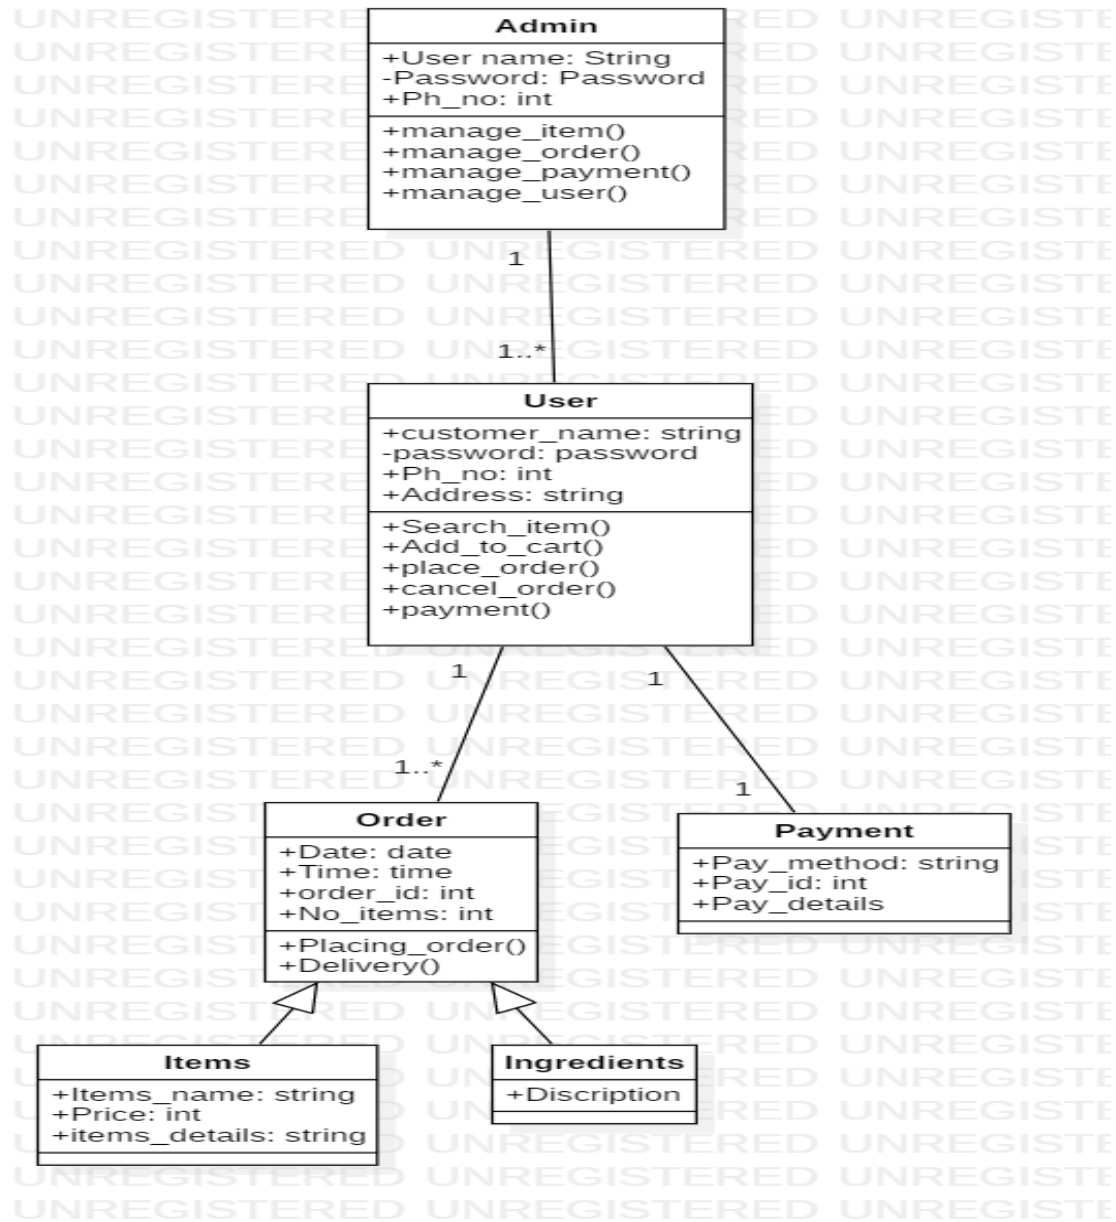 Admin
+User name: String
-Password: Password
+Ph_no: int
+manage_item()
+manage_order()
+manage_payment()
+manage_user()
1
1..*
User
+customer_name: string
-password: password
+Ph_no: int
+Address: string
+Search_item()
+Add_to_cart()
+place_order()
+cancel_order()
+payment()
1
1
1..*
1
Order
+Date: date
+Time: time
+order_id: int
+No_items: int
+Placing_order()
+Delivery()
Payment
+Pay_method: string
+Pay_id: int
+Pay_details
Items
+Items_name: string
+Price: int
+items_details: string
Ingredients
+Discription
UNREGISTERED